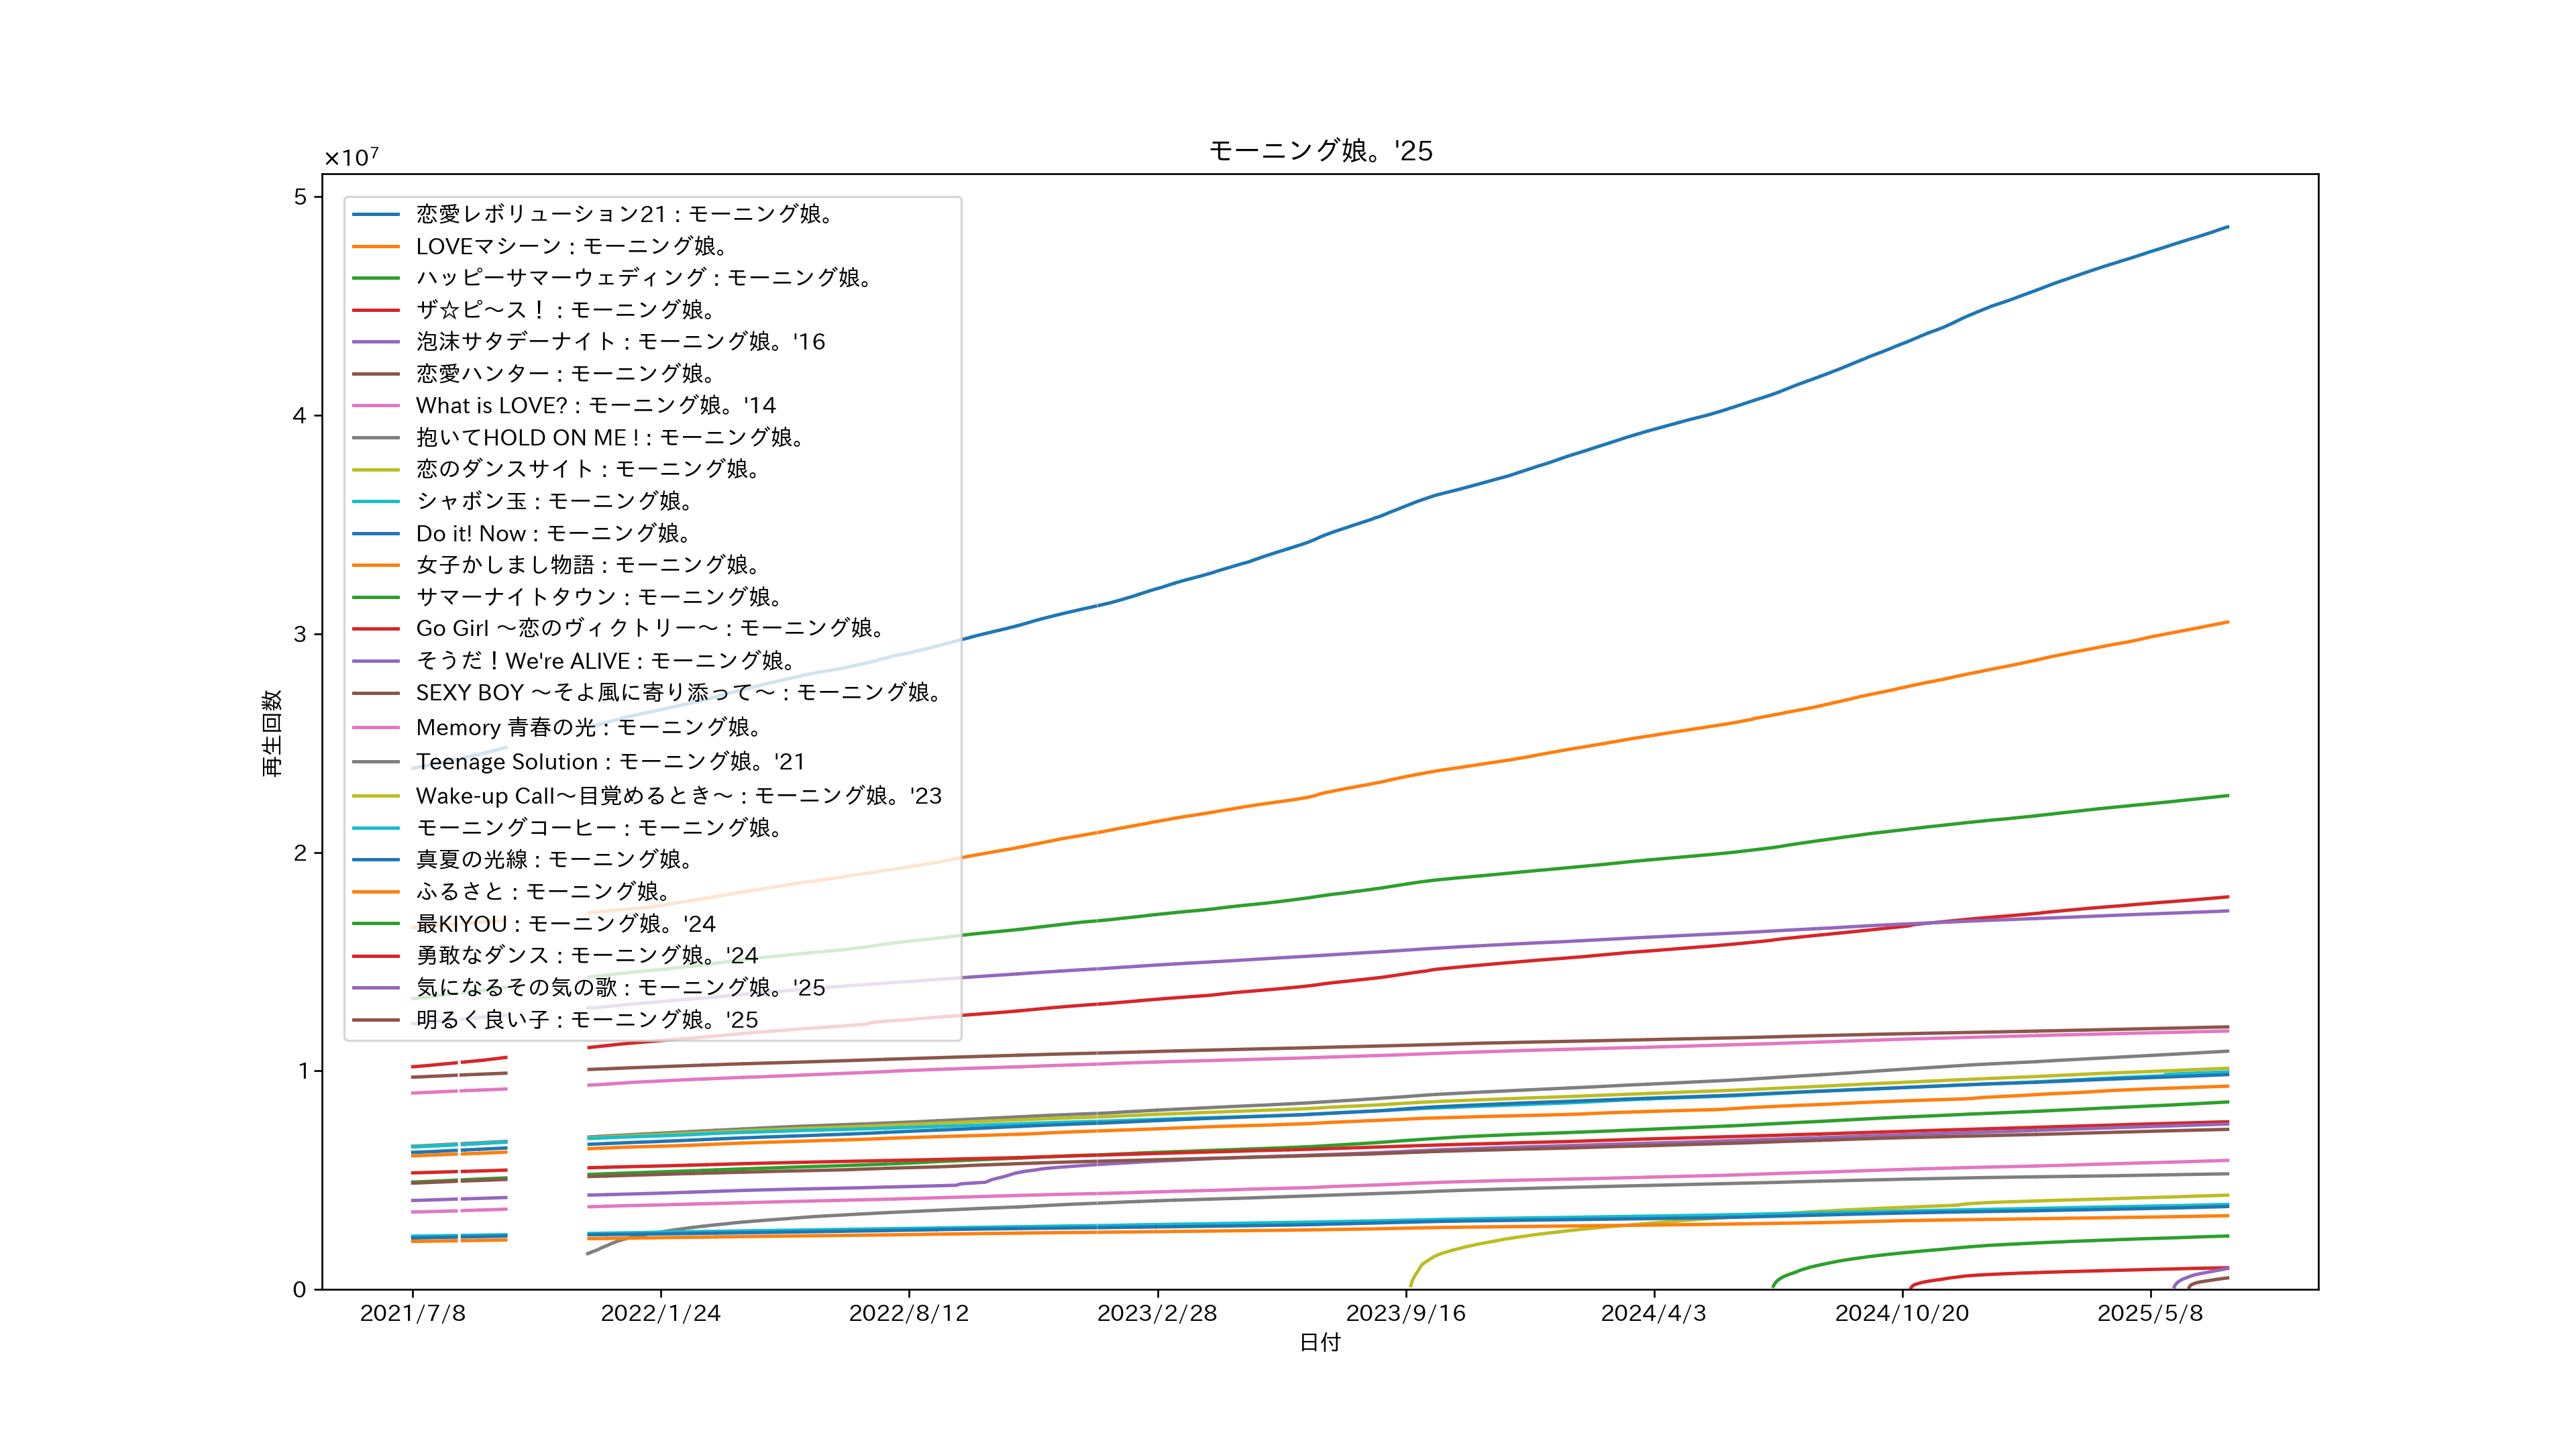 モーニング娘。'25
×10⁷
5
4
3
2
1
0
再生回数
恋愛レボリューション21 : モーニング娘。
LOVEマシーン : モーニング娘。
ハッピーサマーウェディング : モーニング娘。
ザ☆ピ〜ス！ : モーニング娘。
泡沫サタデーナイト : モーニング娘。'16
恋愛ハンター : モーニング娘。
What is LOVE? : モーニング娘。'14
抱いてHOLD ON ME ! : モーニング娘。
恋のダンスサイト : モーニング娘。
シャボン玉 : モーニング娘。
Do it! Now : モーニング娘。
女子かしまし物語 : モーニング娘。
サマーナイトタウン : モーニング娘。
Go Girl 〜恋のヴィクトリー〜 : モーニング娘。
そうだ！We're ALIVE : モーニング娘。
SEXY BOY 〜そよ風に寄り添って〜 : モーニング娘。
Memory 青春の光 : モーニング娘。
Teenage Solution : モーニング娘。'21
Wake-up Call〜目覚めるとき〜 : モーニング娘。'23
モーニングコーヒー : モーニング娘。
真夏の光線 : モーニング娘。
ふるさと : モーニング娘。
最KIYOU : モーニング娘。'24
勇敢なダンス : モーニング娘。'24
気になるその気の歌 : モーニング娘。'25
明るく良い子 : モーニング娘。'25
2021/7/8 2022/1/24 2022/8/12 2023/2/28 2023/9/16 2024/4/3 2024/10/20 2025/5/8
日付